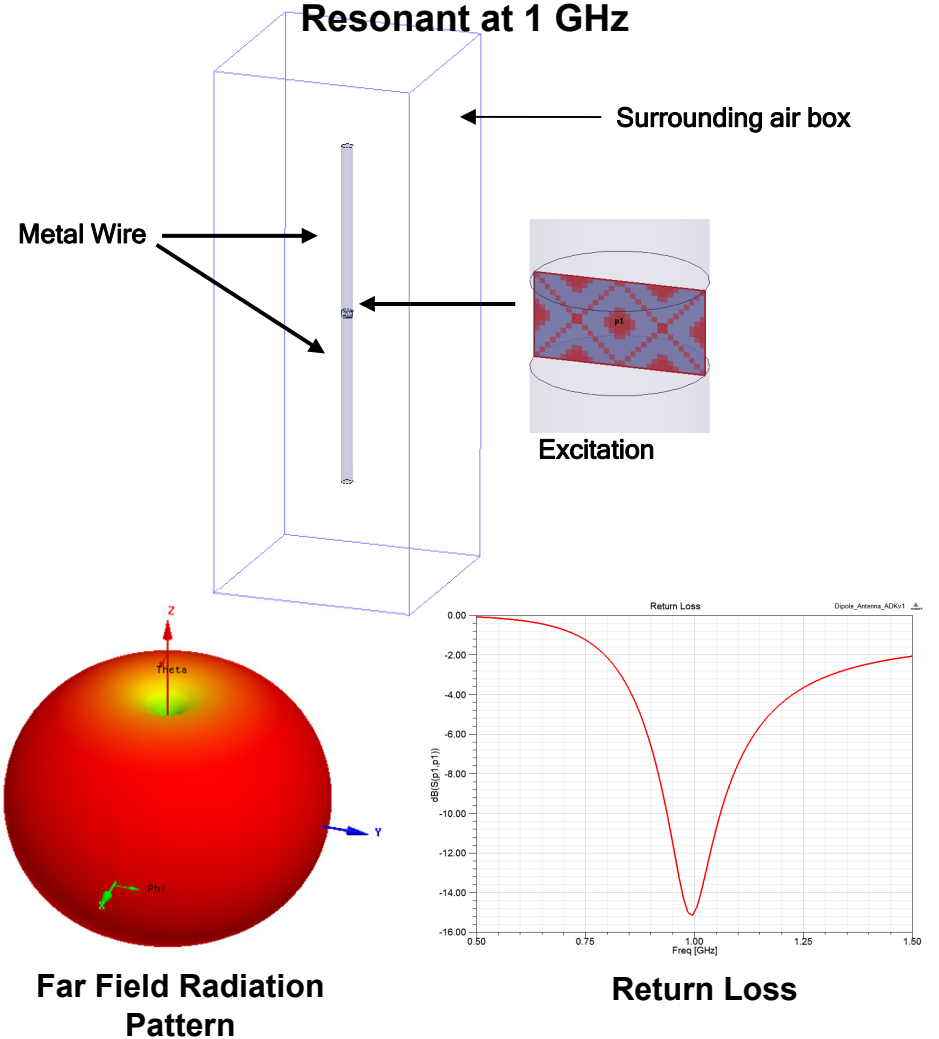 Resonant at 1 GHz
Surrounding air box
Metal Wire
p1
Excitation
Z
Theta
Y
Phi
X
Return Loss
Dipole_Antenna_ADKv1
0.00
-2.00
-4.00
-6.00
-8.00
-10.00
-12.00
-14.00
-16.00
dB(S(p1,p1))
0.50
0.75
1.00
1.25
1.50
Freq [GHz]
Far Field Radiation
Pattern
Return Loss